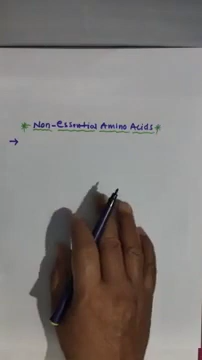 * Non-Essential Amino Acids *
→